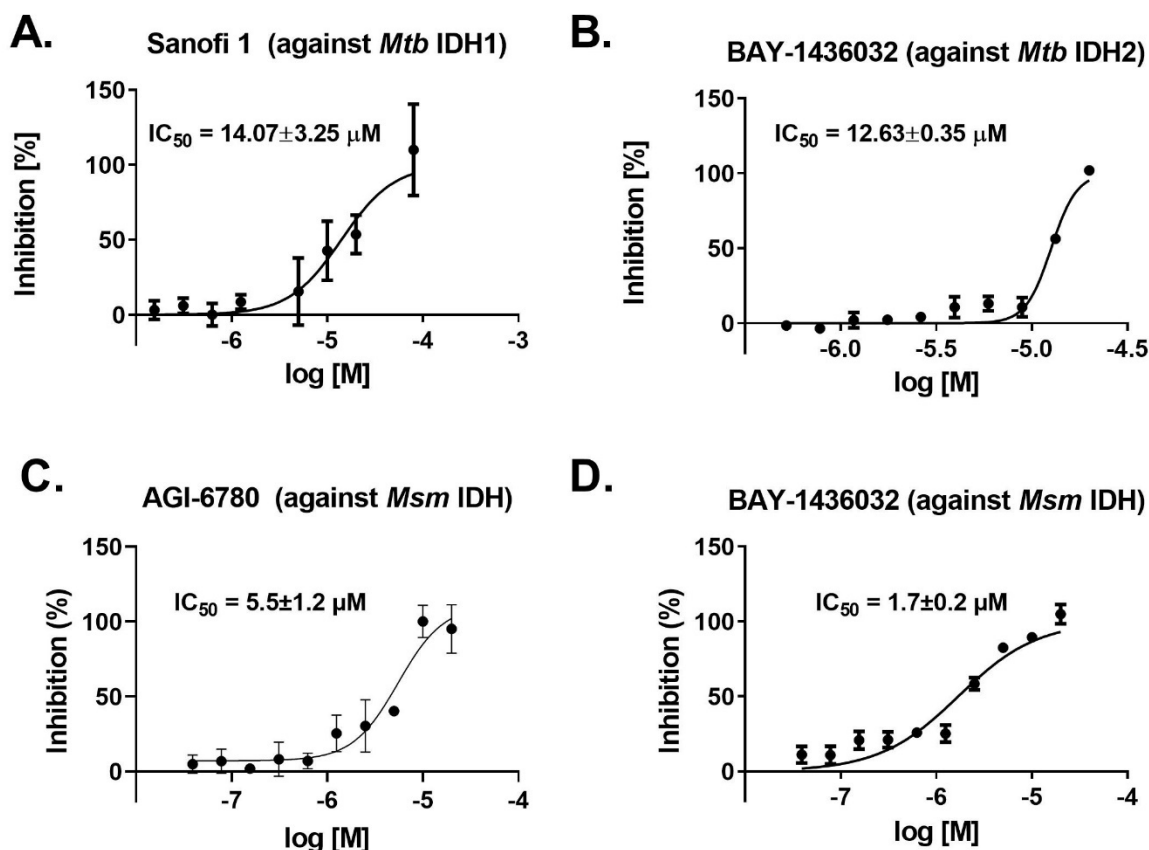 A.
Sanofi 1 (against Mtb IDH1)
IC50 = 14.07±3.25 μM
Inhibition [%]
150
100
50
0
-6
-5
-4
-3
log [M]
B.
BAY-1436032 (against Mtb IDH2)
IC50 = 12.63±0.35 μM
Inhibition [%]
150
100
50
0
-6.0
-5.5
-5.0
-4.5
log [M]
C.
AGI-6780 (against Msm IDH)
IC50 = 5.5±1.2 μM
Inhibition (%)
150
100
50
0
-7
-6
-5
-4
log [M]
D.
BAY-1436032 (against Msm IDH)
IC50 = 1.7±0.2 μM
Inhibition (%)
150
100
50
0
-7
-6
-5
-4
log [M]